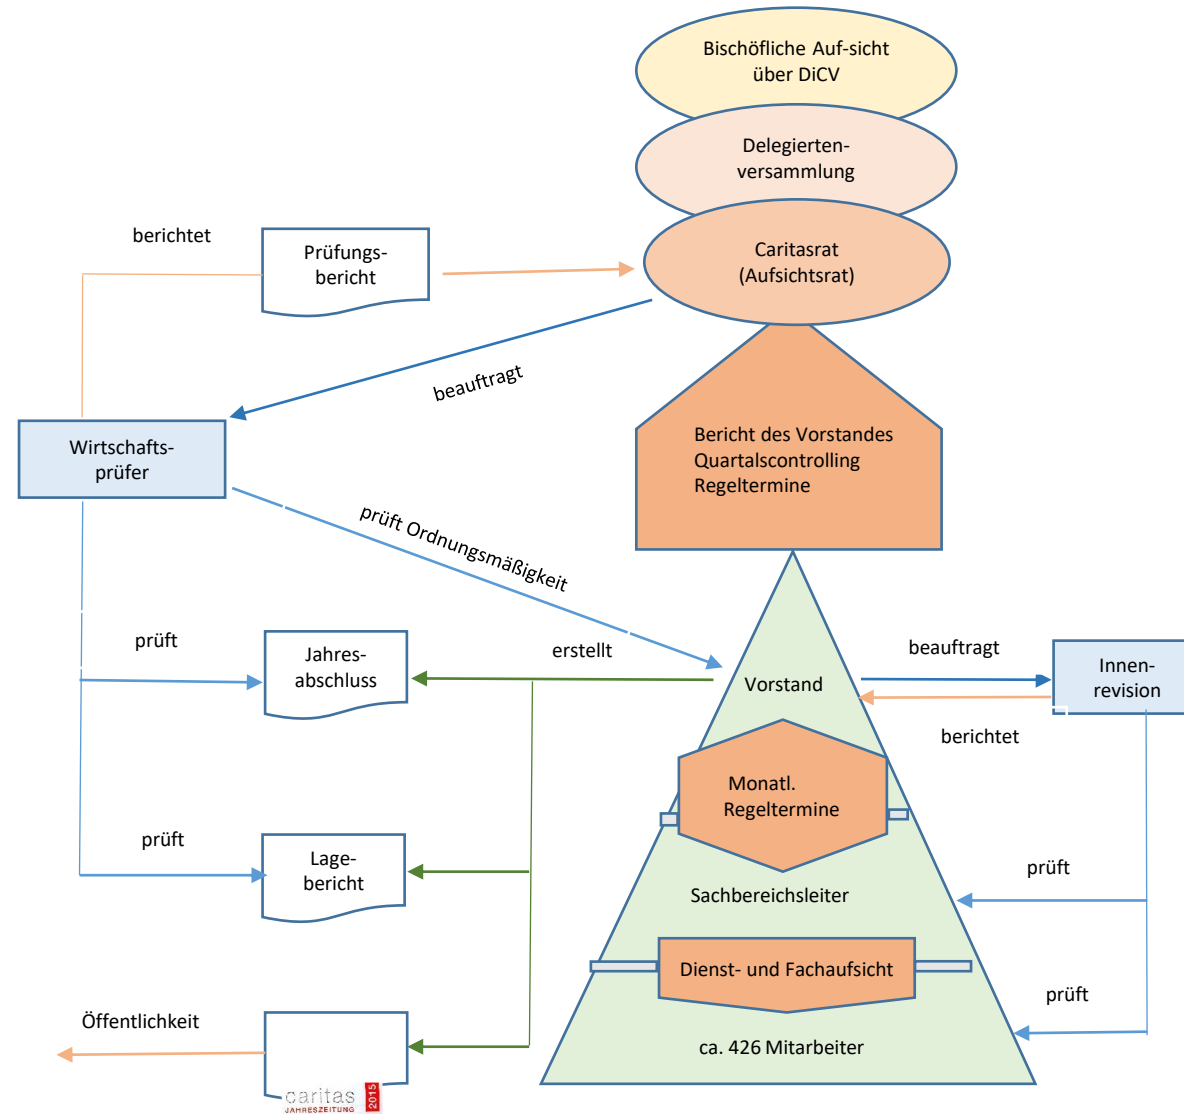 Bischöfliche Auf-sicht
über DiCV
Delegierten-
versammlung
berichtet
Prüfungs-
bericht
Caritasrat
(Aufsichtsrat)
beauftragt
Wirtschafts-
prüfer
Bericht des Vorstandes
Quartalscontrolling
Regeltermine
prüft Ordnungsmäßigkeit
prüft
Jahres-
abschluss
erstellt
Vorstand
beauftragt
Innen-
revision
berichtet
Monatl.
Regeltermine
prüft
Lage-
bericht
prüft
Sachbereichsleiter
Dienst- und Fachaufsicht
prüft
Öffentlichkeit
ca. 426 Mitarbeiter
caritas
JAHRESZEITUNG
2015